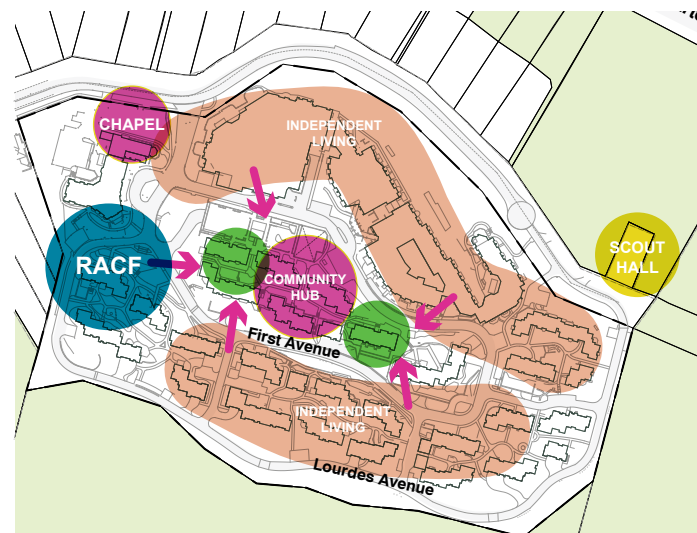 CHAPEL
INDEPENDENT
LIVING
RACF
SCOUT
HALL
COMMUNITY
HUB
First Avenue
INDEPENDENT
LIVING
Lourdes Avenue